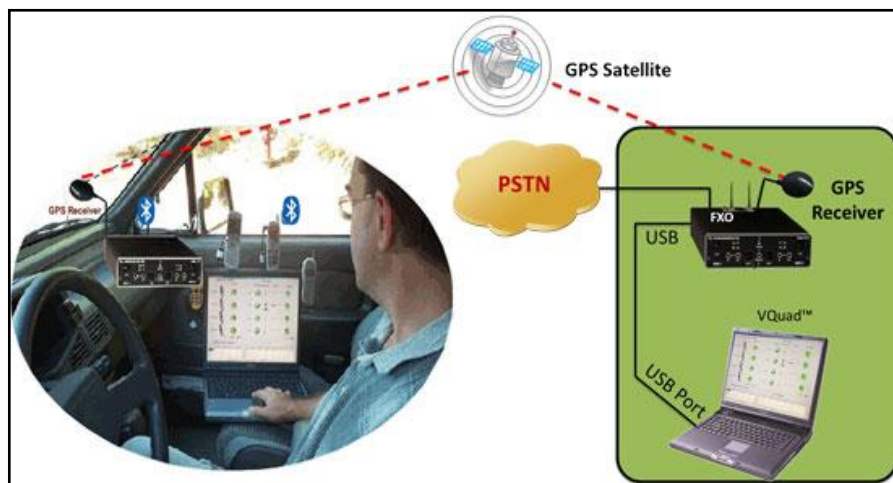 GPS Satellite
GPS Receiver
PSTN
FXO
GPS
Receiver
USB
VQuad™
USB Port